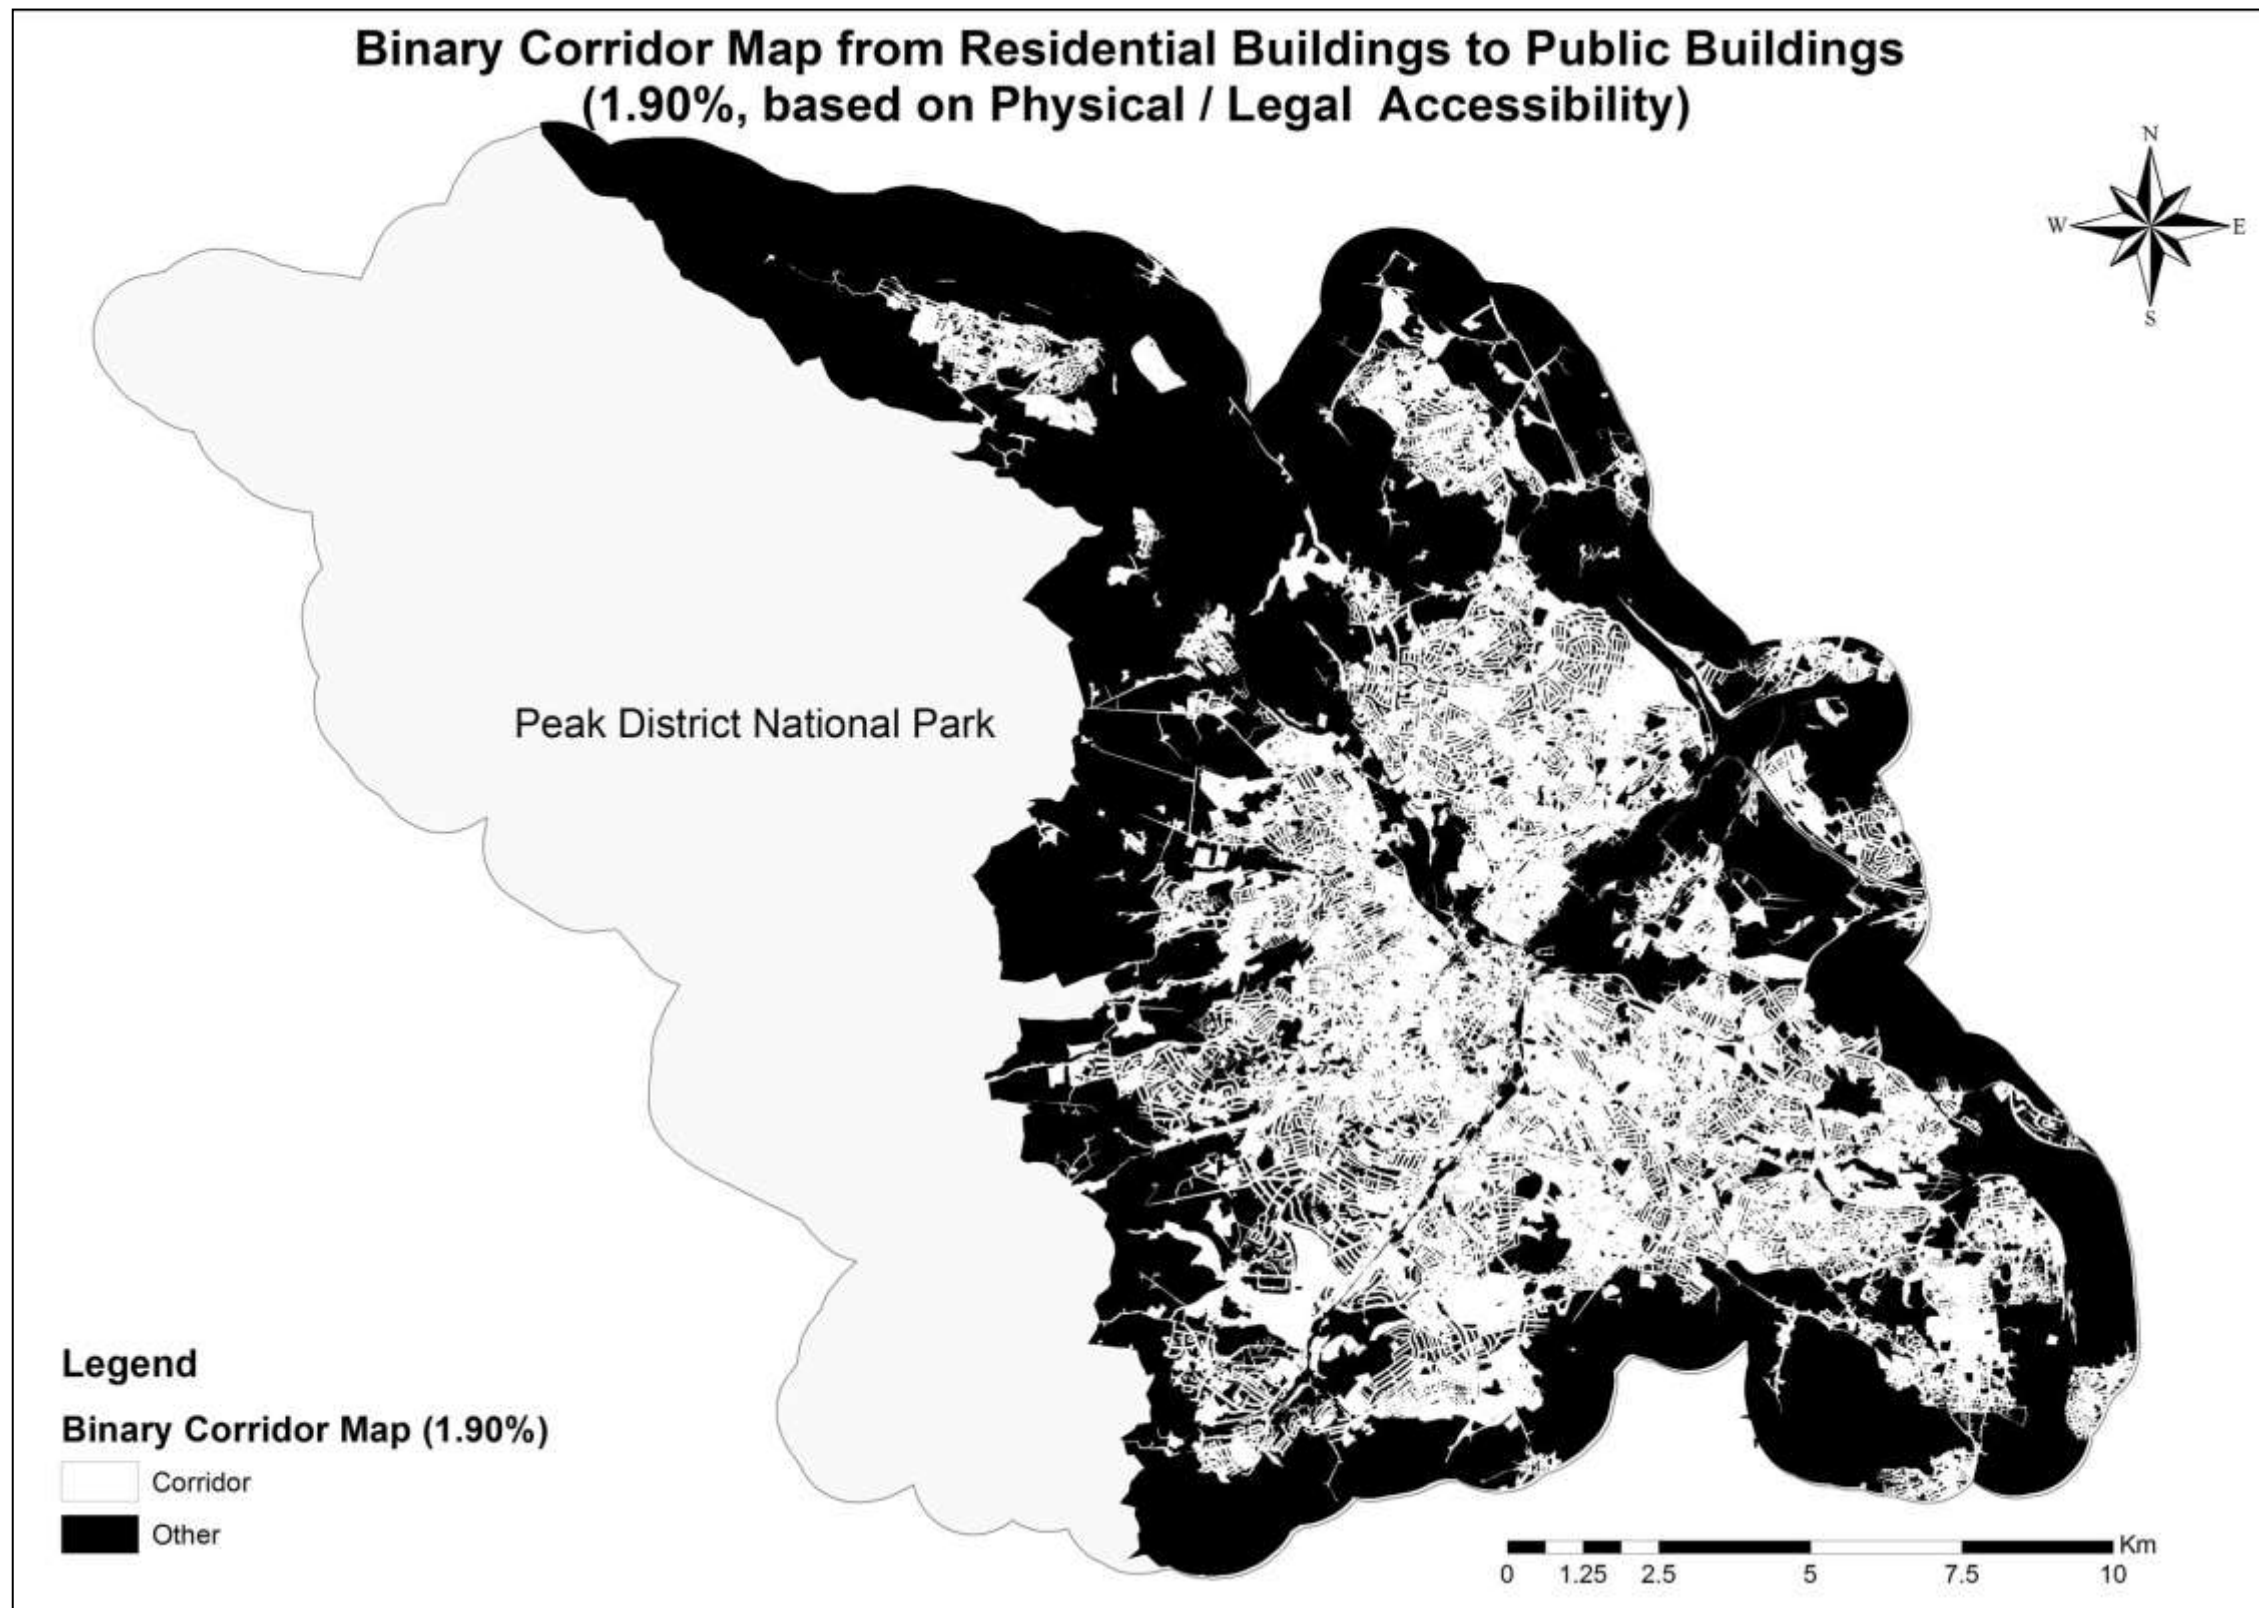 Binary Corridor Map from Residential Buildings to Public Buildings
(1.90%, based on Physical / Legal  Accessibility)
N
W
E
S
Peak District National Park
Legend
Binary Corridor Map (1.90%)
Corridor
Other
Km
0 1.25 2.5 5 7.5 10